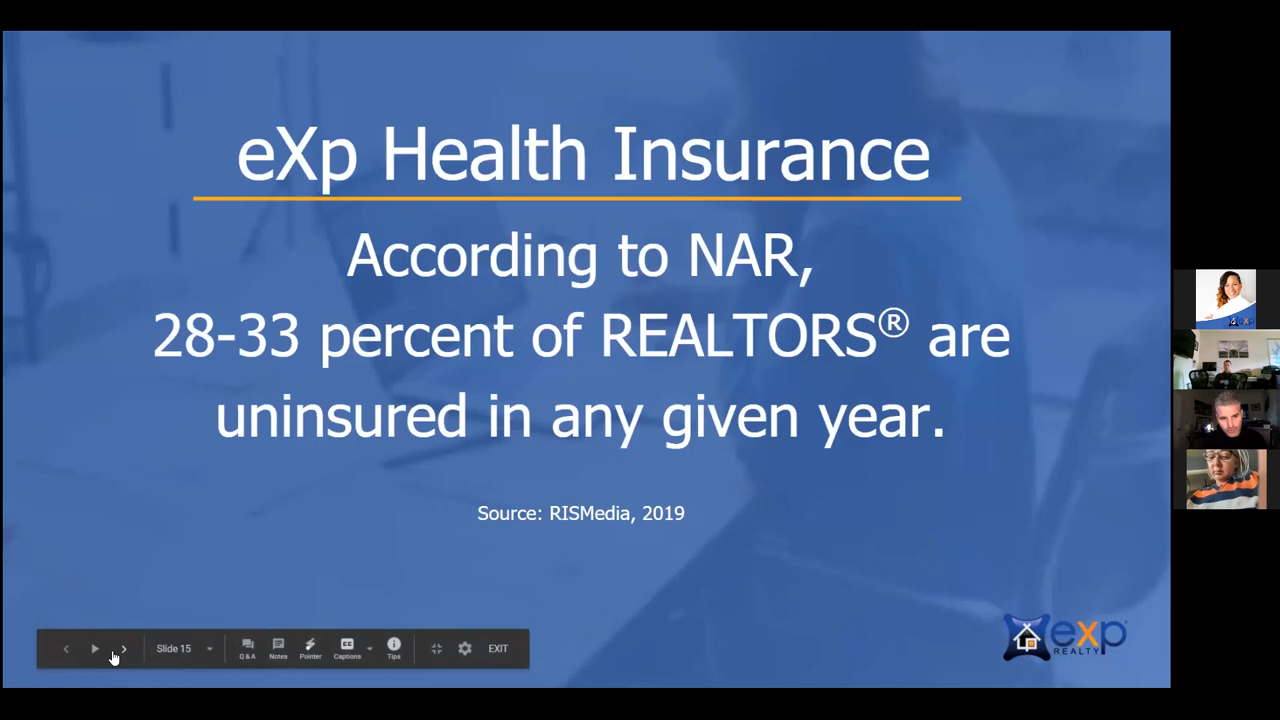 eXp Health Insurance
According to NAR,
28-33 percent of REALTORS® are
uninsured in any given year.
Source: RISMedia, 2019
Slide 15
Q & A
Notes
Pointer
Captions
Tips
EXIT
CC
exp
REALTY